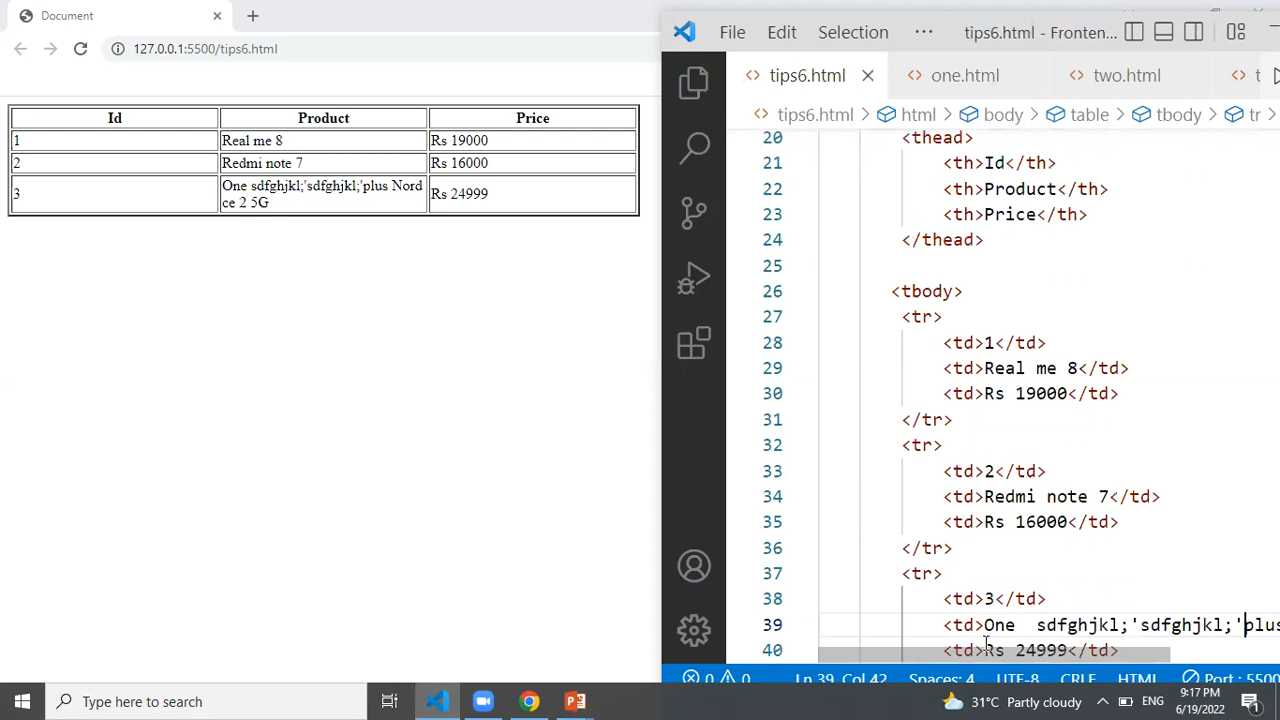 Document
127.0.0.1:5500/tips6.html
Id Product Price
1 Real me 8 Rs 19000
2 Redmi note 7 Rs 16000
3 One sdfghjkl;'sdfghjkl;'plus Nord ce 2 5G Rs 24999
File Edit Selection ··· tips6.html - Fronten...
tips6.html one.html two.html t
tips6.html > html > body > table > tbody > tr >
20 <thead>
21 <th>Id</th>
22 <th>Product</th>
23 <th>Price</th>
24 </thead>
25
26 <tbody>
27 <tr>
28 <td>1</td>
29 <td>Real me 8</td>
30 <td>Rs 19000</td>
31 </tr>
32 <tr>
33 <td>2</td>
34 <td>Redmi note 7</td>
35 <td>Rs 16000</td>
36 </tr>
37 <tr>
38 <td>3</td>
39 <td>One  sdfghjkl;'sdfghjkl;'plus
40 <td>Rs 24999</td>
0 0 Ln 39, Col 42 Spaces: 4 UTF-8 CRLF HTML Port : 5500
Type here to search
31°C Partly cloudy ENG 9:17 PM 6/19/2022 1